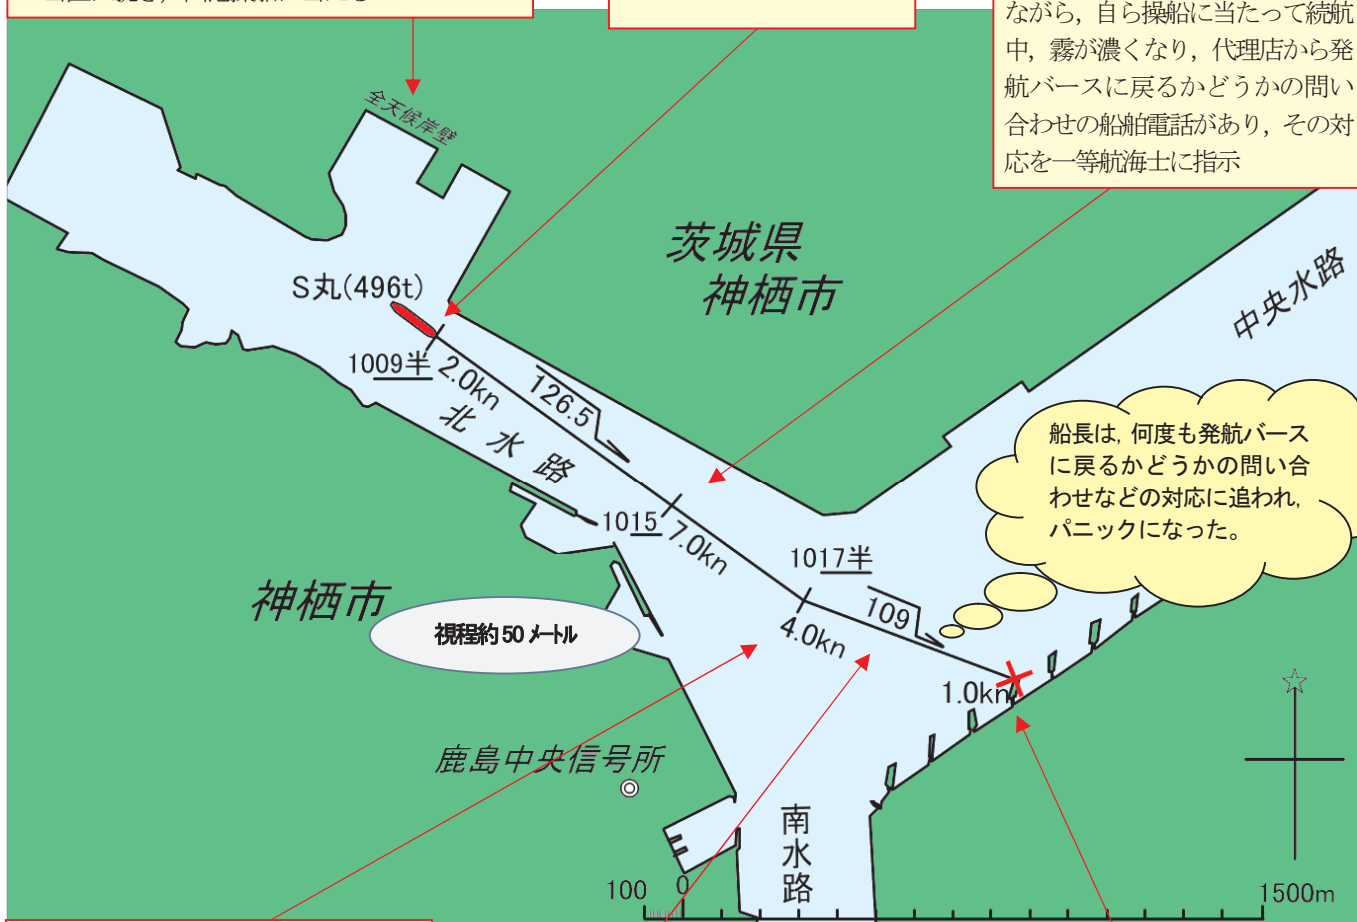 ながら，自ら操船に当たって続航
中，霧が濃くなり，代理店から発
航バースに戻るかどうかの問い
合わせの船舶電話があり，その対
応を一等航海士に指示
全天候岸壁
茨城県
神栖市
中央水路
S丸(496t)
1009半
2.0kn
126.5
北水路
船長は，何度も発航バース
に戻るかどうかの問い合
わせなどの対応に追われ，
パニックになった。
1015
7.0kn
1017半
神栖市
視程約50メートル
109
4.0kn
1.0kn
鹿島中央信号所
南水路
100 0
1500m